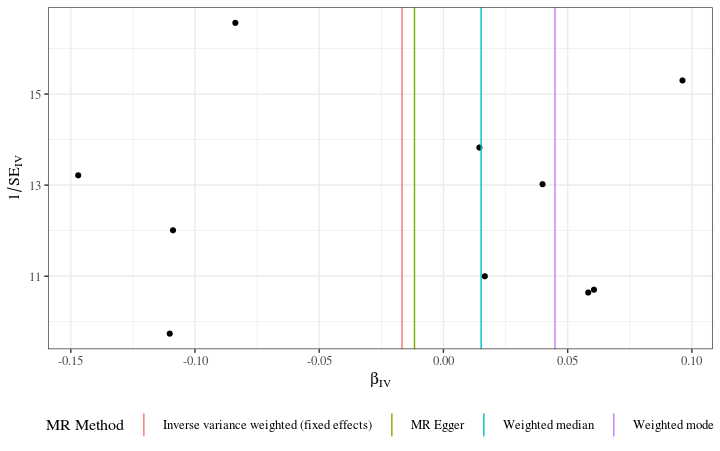 1/SE_IV
15
13
11
-0.15 -0.10 -0.05 0.00 0.05 0.10
β_IV
MR Method Inverse variance weighted (fixed effects) MR Egger Weighted median Weighted mode